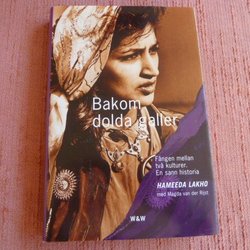 Bakom
dolda galler
Fången mellan
två kulturer.
En sann historia
HAMEEDA LAKHO
med Magda van der Rijst
W&W